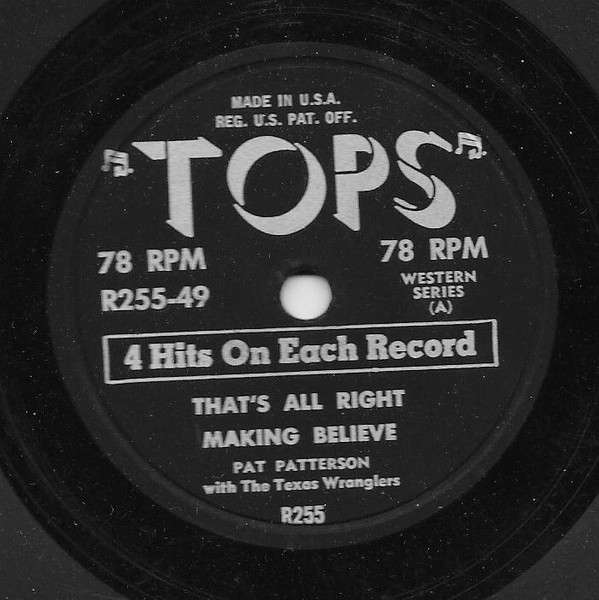 MADE IN U.S.A.
REG. U.S. PAT. OFF.
"TOPS"
78 RPM
R255-49
78 RPM
WESTERN
SERIES
(A)
4 Hits On Each Record
THAT'S ALL RIGHT
MAKING BELIEVE
PAT PATTERSON
with The Texas Wranglers
R255